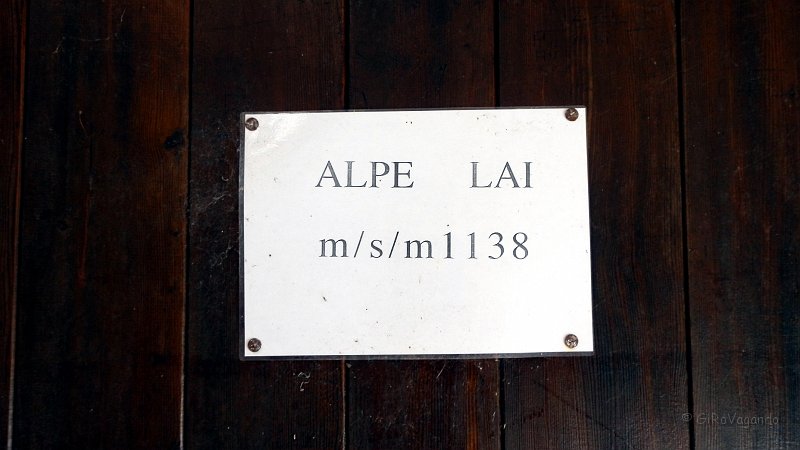 ALPE LAI
m/s/m1138
© GiRoVagando